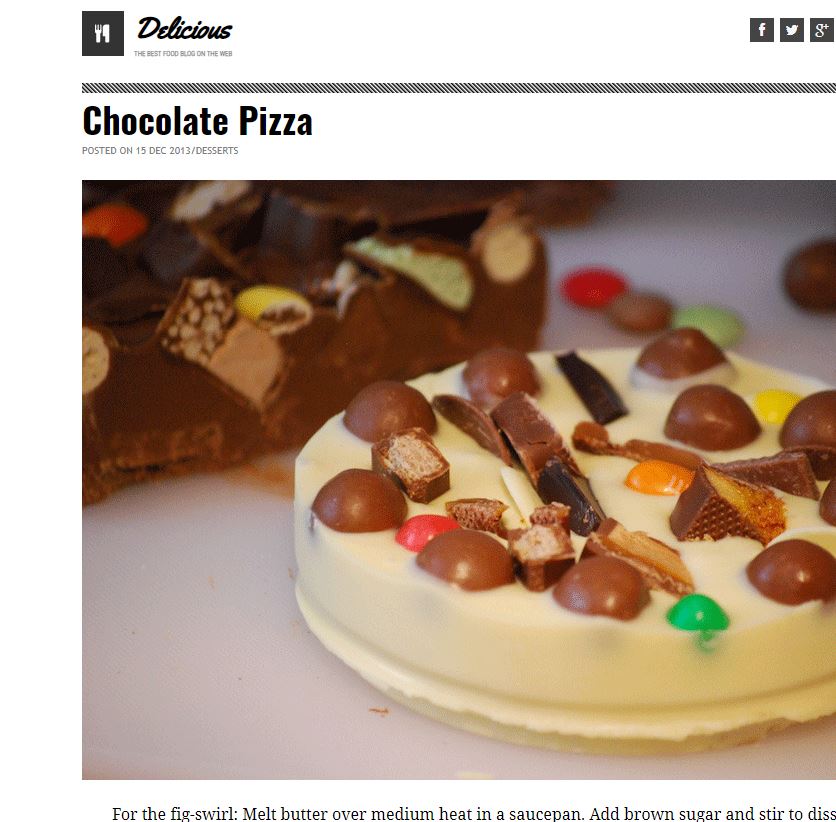 Delicious
THE BEST FOOD BLOG ON THE WEB
f
g+
Chocolate Pizza
POSTED ON 15 DEC 2013/DESSERTS
For the fig-swirl: Melt butter over medium heat in a saucepan. Add brown sugar and stir to diss